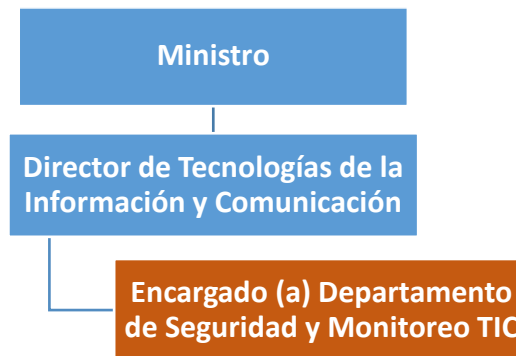 Ministro
Director de Tecnologías de la
Información y Comunicación
Encargado (a) Departamento
de Seguridad y Monitoreo TIC